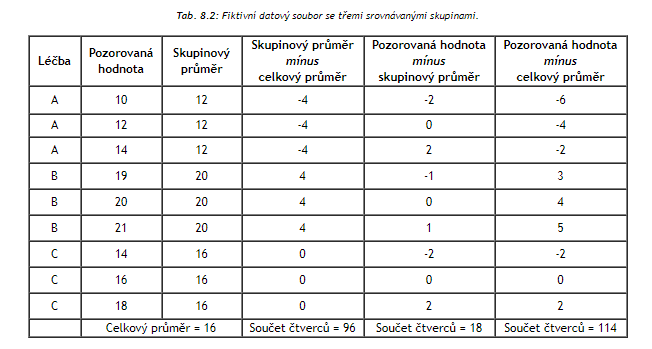 Tab. 8.2: Fiktivní datový soubor se třemi srovnávanými skupinami.
Léčba | Pozorovaná hodnota | Skupinový průměr | Skupinový průměr mínus celkový průměr | Pozorovaná hodnota mínus skupinový průměr | Pozorovaná hodnota mínus celkový průměr
A | 10 | 12 | -4 | -2 | -6
A | 12 | 12 | -4 | 0 | -4
A | 14 | 12 | -4 | 2 | -2
B | 19 | 20 | 4 | -1 | 3
B | 20 | 20 | 4 | 0 | 4
B | 21 | 20 | 4 | 1 | 5
C | 14 | 16 | 0 | -2 | -2
C | 16 | 16 | 0 | 0 | 0
C | 18 | 16 | 0 | 2 | 2
Celkový průměr = 16 | Součet čtverců = 96 | Součet čtverců = 18 | Součet čtverců = 114